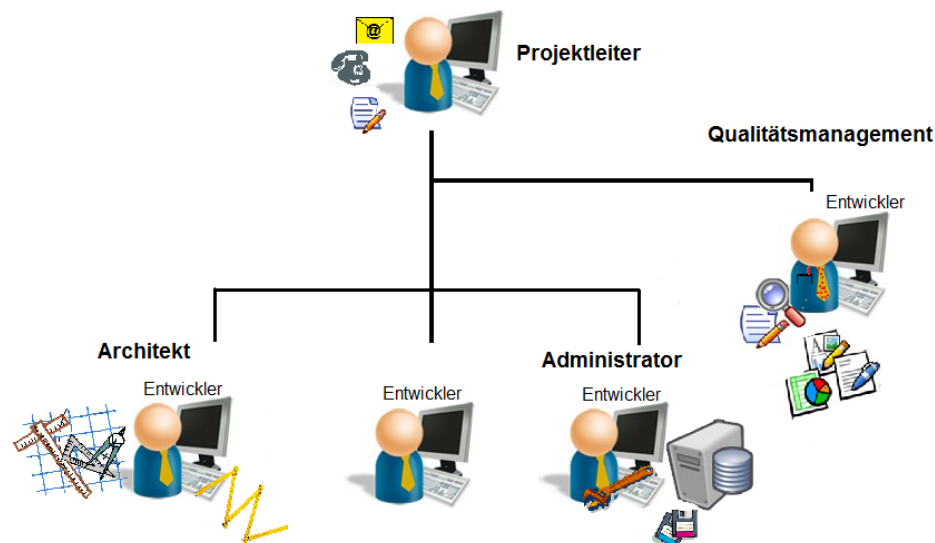 @
Projektleiter
Qualitätsmanagement
Entwickler
Architekt
Administrator
Entwickler
Entwickler
Entwickler
A